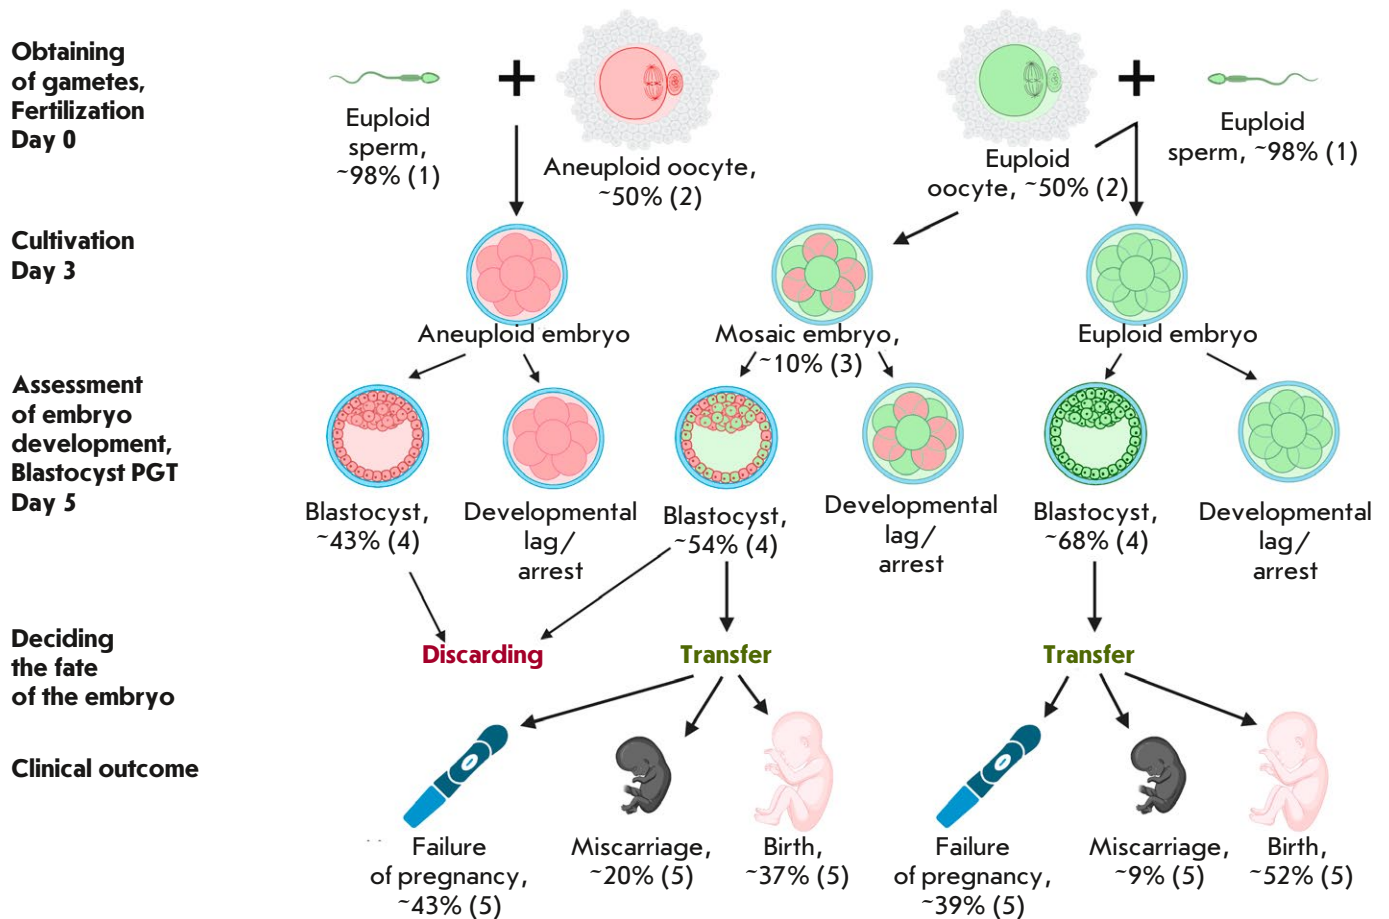 Obtaining
of gametes,
Fertilization
Day 0
Euploid
sperm,
~98% (1)
Aneuploid oocyte,
~50% (2)
Euploid
oocyte, ~50% (2)
Euploid
sperm, ~98% (1)
Cultivation
Day 3
Aneuploid embryo
Mosaic embryo,
~10% (3)
Euploid embryo
Assessment
of embryo
development,
Blastocyst PGT
Day 5
Blastocyst,
~43% (4)
Developmental
lag/
arrest
Blastocyst,
~54% (4)
Developmental
lag/
arrest
Blastocyst,
~68% (4)
Developmental
lag/
arrest
Deciding
the fate
of the embryo
Discarding
Transfer
Transfer
Clinical outcome
Failure
of pregnancy,
~43% (5)
Miscarriage,
~20% (5)
Birth,
~37% (5)
Failure
of pregnancy,
~39% (5)
Miscarriage,
~9% (5)
Birth,
~52% (5)